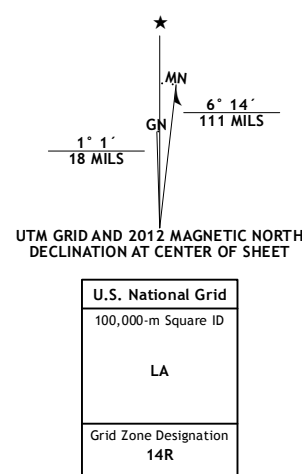 MN
6° 14´
111 MILS
GN
1° 1´
18 MILS
UTM GRID AND 2012 MAGNETIC NORTH
DECLINATION AT CENTER OF SHEET
U.S. National Grid
100,000-m Square ID
LA
Grid Zone Designation
14R